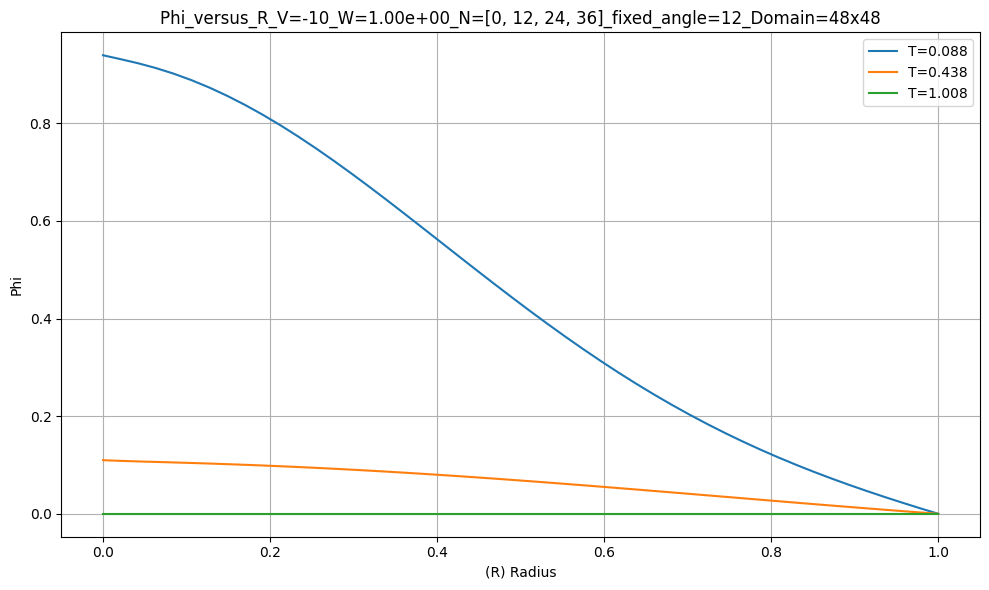 Phi_versus_R_V=-10_W=1.00e+00_N=[0, 12, 24, 36]_fixed_angle=12_Domain=48x48
T=0.088
T=0.438
T=1.008
Phi
0.8
0.6
0.4
0.2
0.0
0.0 0.2 0.4 0.6 0.8 1.0
(R) Radius